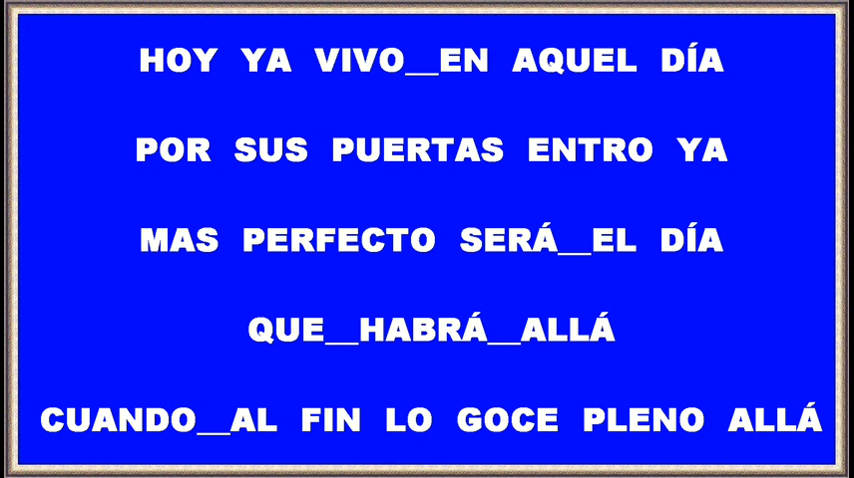 HOY YA VIVO__EN AQUEL DÍA
POR SUS PUERTAS ENTRO YA
MAS PERFECTO SERÁ__EL DÍA
QUE__HABRÁ__ALLÁ
CUANDO__AL FIN LO GOCE PLENO ALLÁ